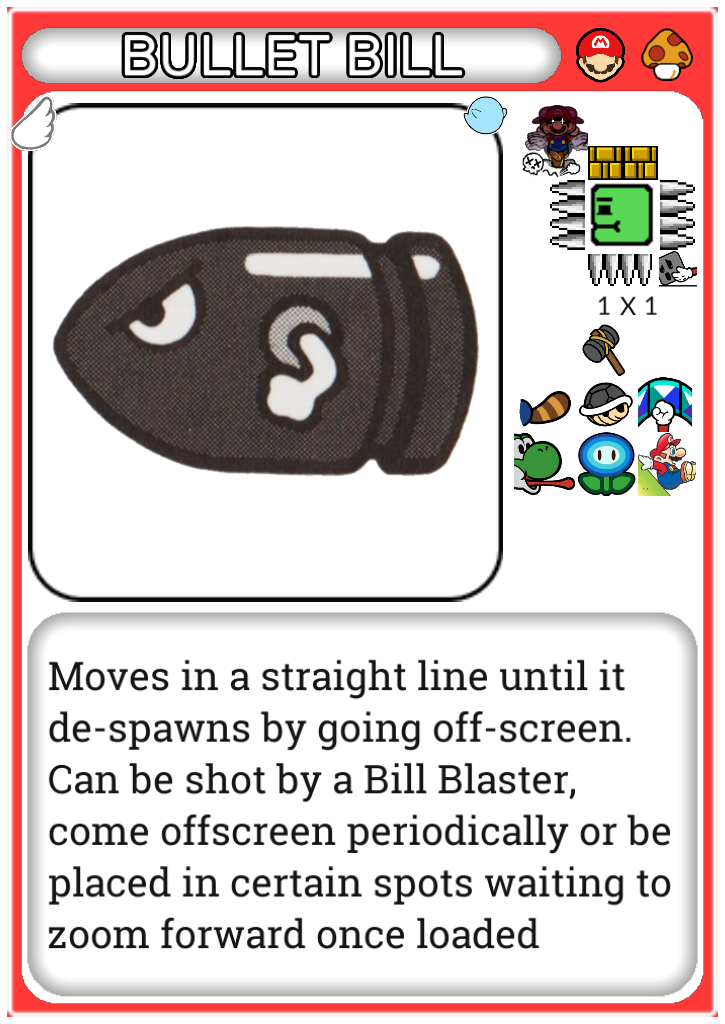 BULLET BILL
1 X 1
Moves in a straight line until it
de-spawns by going off-screen.
Can be shot by a Bill Blaster,
come offscreen periodically or be
placed in certain spots waiting to
zoom forward once loaded